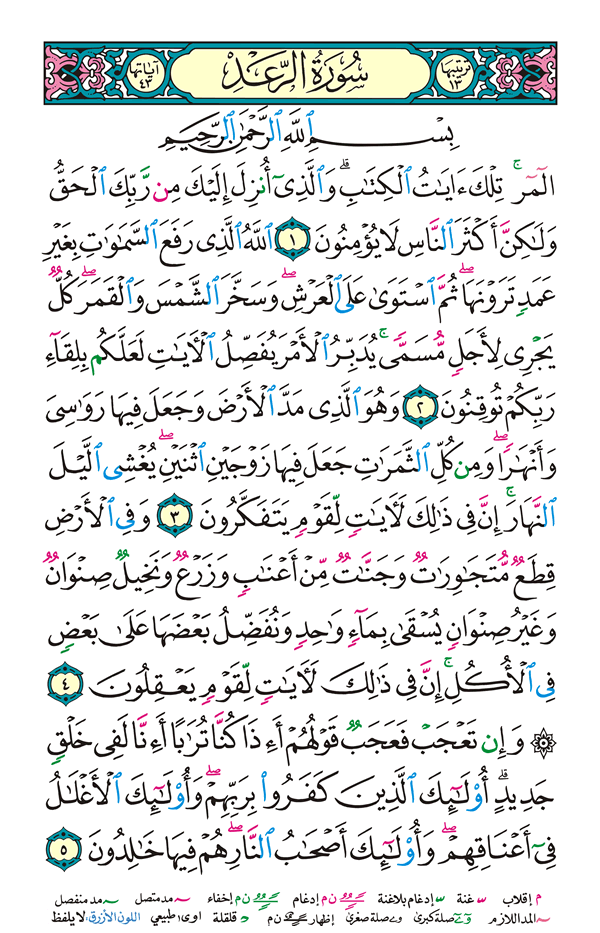 ترتيبها ١٣ سُورَةُ الرَّعْدِ آياتها ٤٣
بِسْمِ ٱللَّهِ ٱلرَّحْمَٰنِ ٱلرَّحِيمِ
الٓمٓر ۚ تِلْكَ ءَايَٰتُ ٱلْكِتَٰبِ ۗ وَٱلَّذِىٓ أُنزِلَ إِلَيْكَ مِن رَّبِّكَ ٱلْحَقُّ
وَلَٰكِنَّ أَكْثَرَ ٱلنَّاسِ لَا يُؤْمِنُونَ ١ ٱللَّهُ ٱلَّذِى رَفَعَ ٱلسَّمَٰوَٰتِ بِغَيْرِ
عَمَدٍ تَرَوْنَهَا ۖ ثُمَّ ٱسْتَوَىٰ عَلَى ٱلْعَرْشِ ۖ وَسَخَّرَ ٱلشَّمْسَ وَٱلْقَمَرَ ۖ كُلٌّ
يَجْرِى لِأَجَلٍ مُّسَمًّى ۚ يُدَبِّرُ ٱلْأَمْرَ يُفَصِّلُ ٱلْءَايَٰتِ لَعَلَّكُم بِلِقَآءِ
رَبِّكُمْ تُوقِنُونَ ٢ وَهُوَ ٱلَّذِى مَدَّ ٱلْأَرْضَ وَجَعَلَ فِيهَا رَوَٰسِىَ
وَأَنْهَٰرًا ۖ وَمِن كُلِّ ٱلثَّمَرَٰتِ جَعَلَ فِيهَا زَوْجَيْنِ ٱثْنَيْنِ ۖ يُغْشِى ٱلَّيْلَ
ٱلنَّهَارَ ۚ إِنَّ فِى ذَٰلِكَ لَءَايَٰتٍ لِّقَوْمٍ يَتَفَكَّرُونَ ٣ وَفِى ٱلْأَرْضِ
قِطَعٌ مُّتَجَٰوِرَٰتٌ وَجَنَّٰتٌ مِّنْ أَعْنَٰبٍ وَزَرْعٌ وَنَخِيلٌ صِنْوَانٌ
وَغَيْرُ صِنْوَانٍ يُسْقَىٰ بِمَآءٍ وَٰحِدٍ وَنُفَضِّلُ بَعْضَهَا عَلَىٰ بَعْضٍ
فِى ٱلْأُكُلِ ۚ إِنَّ فِى ذَٰلِكَ لَءَايَٰتٍ لِّقَوْمٍ يَعْقِلُونَ ٤
۞ وَإِن تَعْجَبْ فَعَجَبٌ قَوْلُهُمْ أَءِذَا كُنَّا تُرَٰبًا أَءِنَّا لَفِى خَلْقٍ
جَدِيدٍ ۗ أُو۟لَٰٓئِكَ ٱلَّذِينَ كَفَرُوا۟ بِرَبِّهِمْ ۖ وَأُو۟لَٰٓئِكَ ٱلْأَغْلَٰلُ
فِىٓ أَعْنَاقِهِمْ ۖ وَأُو۟لَٰٓئِكَ أَصْحَٰبُ ٱلنَّارِ ۖ هُمْ فِيهَا خَٰلِدُونَ ٥
م إقلاب غنة إدغام بلاغنة ن م إدغام ن م إخفاء مد متصل مد منفصل
المد اللازم صلة كبرى صلة صغرى إظهار ن م قلقلة اوى: طبيعي اللون الأزرق: لا يلفظ